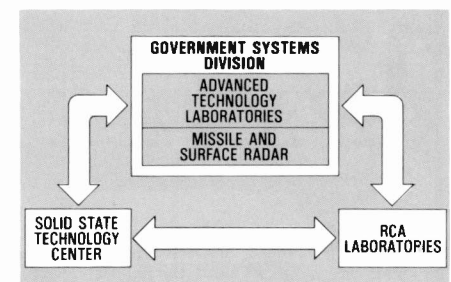 GOVERNMENT SYSTEMS
DIVISION
ADVANCED
TECHNOLOGY
LABORATORIES
MISSILE AND
SURFACE RADAR
SOLID STATE
TECHNOLOGY
CENTER
RCA
LABORATOPIES